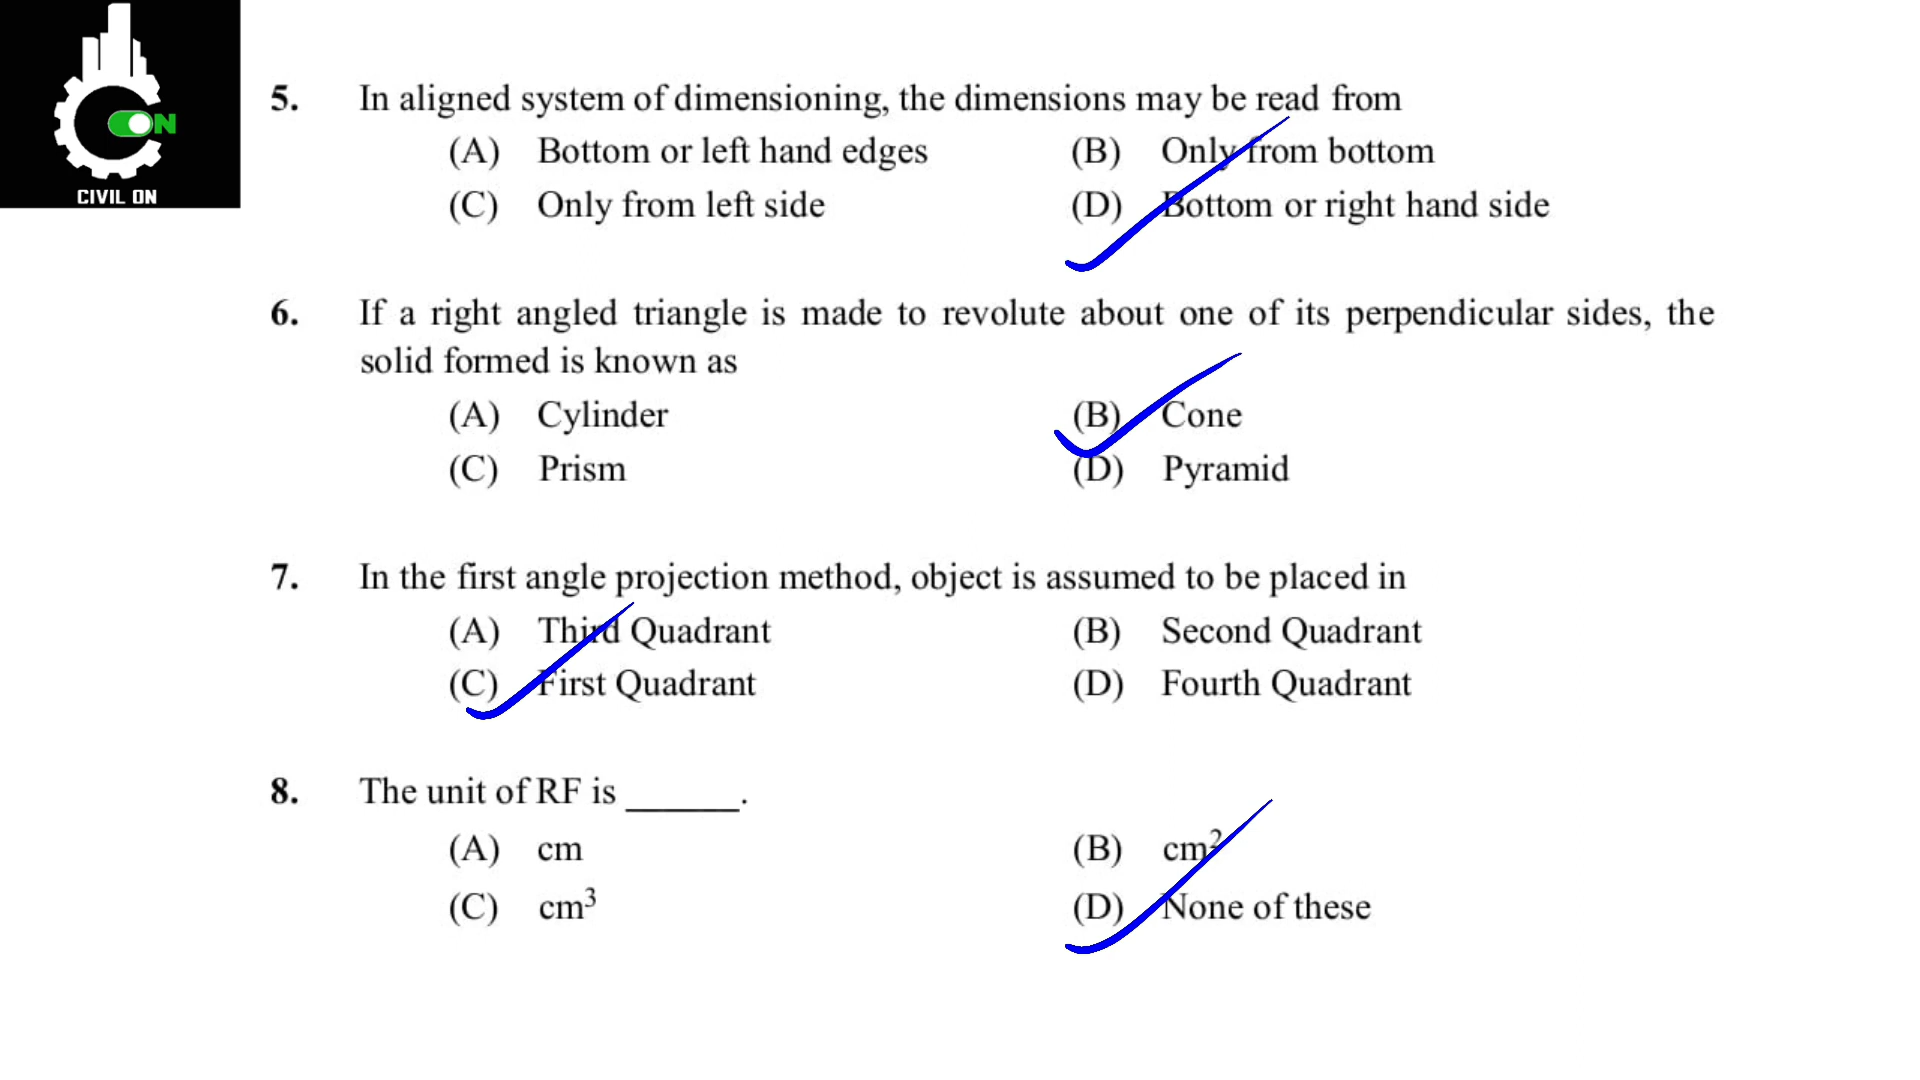 ON
CIVIL ON
5. In aligned system of dimensioning, the dimensions may be read from
(A) Bottom or left hand edges (B) Only from bottom
(C) Only from left side (D) Bottom or right hand side
6. If a right angled triangle is made to revolute about one of its perpendicular sides, the
solid formed is known as
(A) Cylinder (B) Cone
(C) Prism (D) Pyramid
7. In the first angle projection method, object is assumed to be placed in
(A) Third Quadrant (B) Second Quadrant
(C) First Quadrant (D) Fourth Quadrant
8. The unit of RF is ______.
(A) cm (B) cm²
(C) cm³ (D) None of these